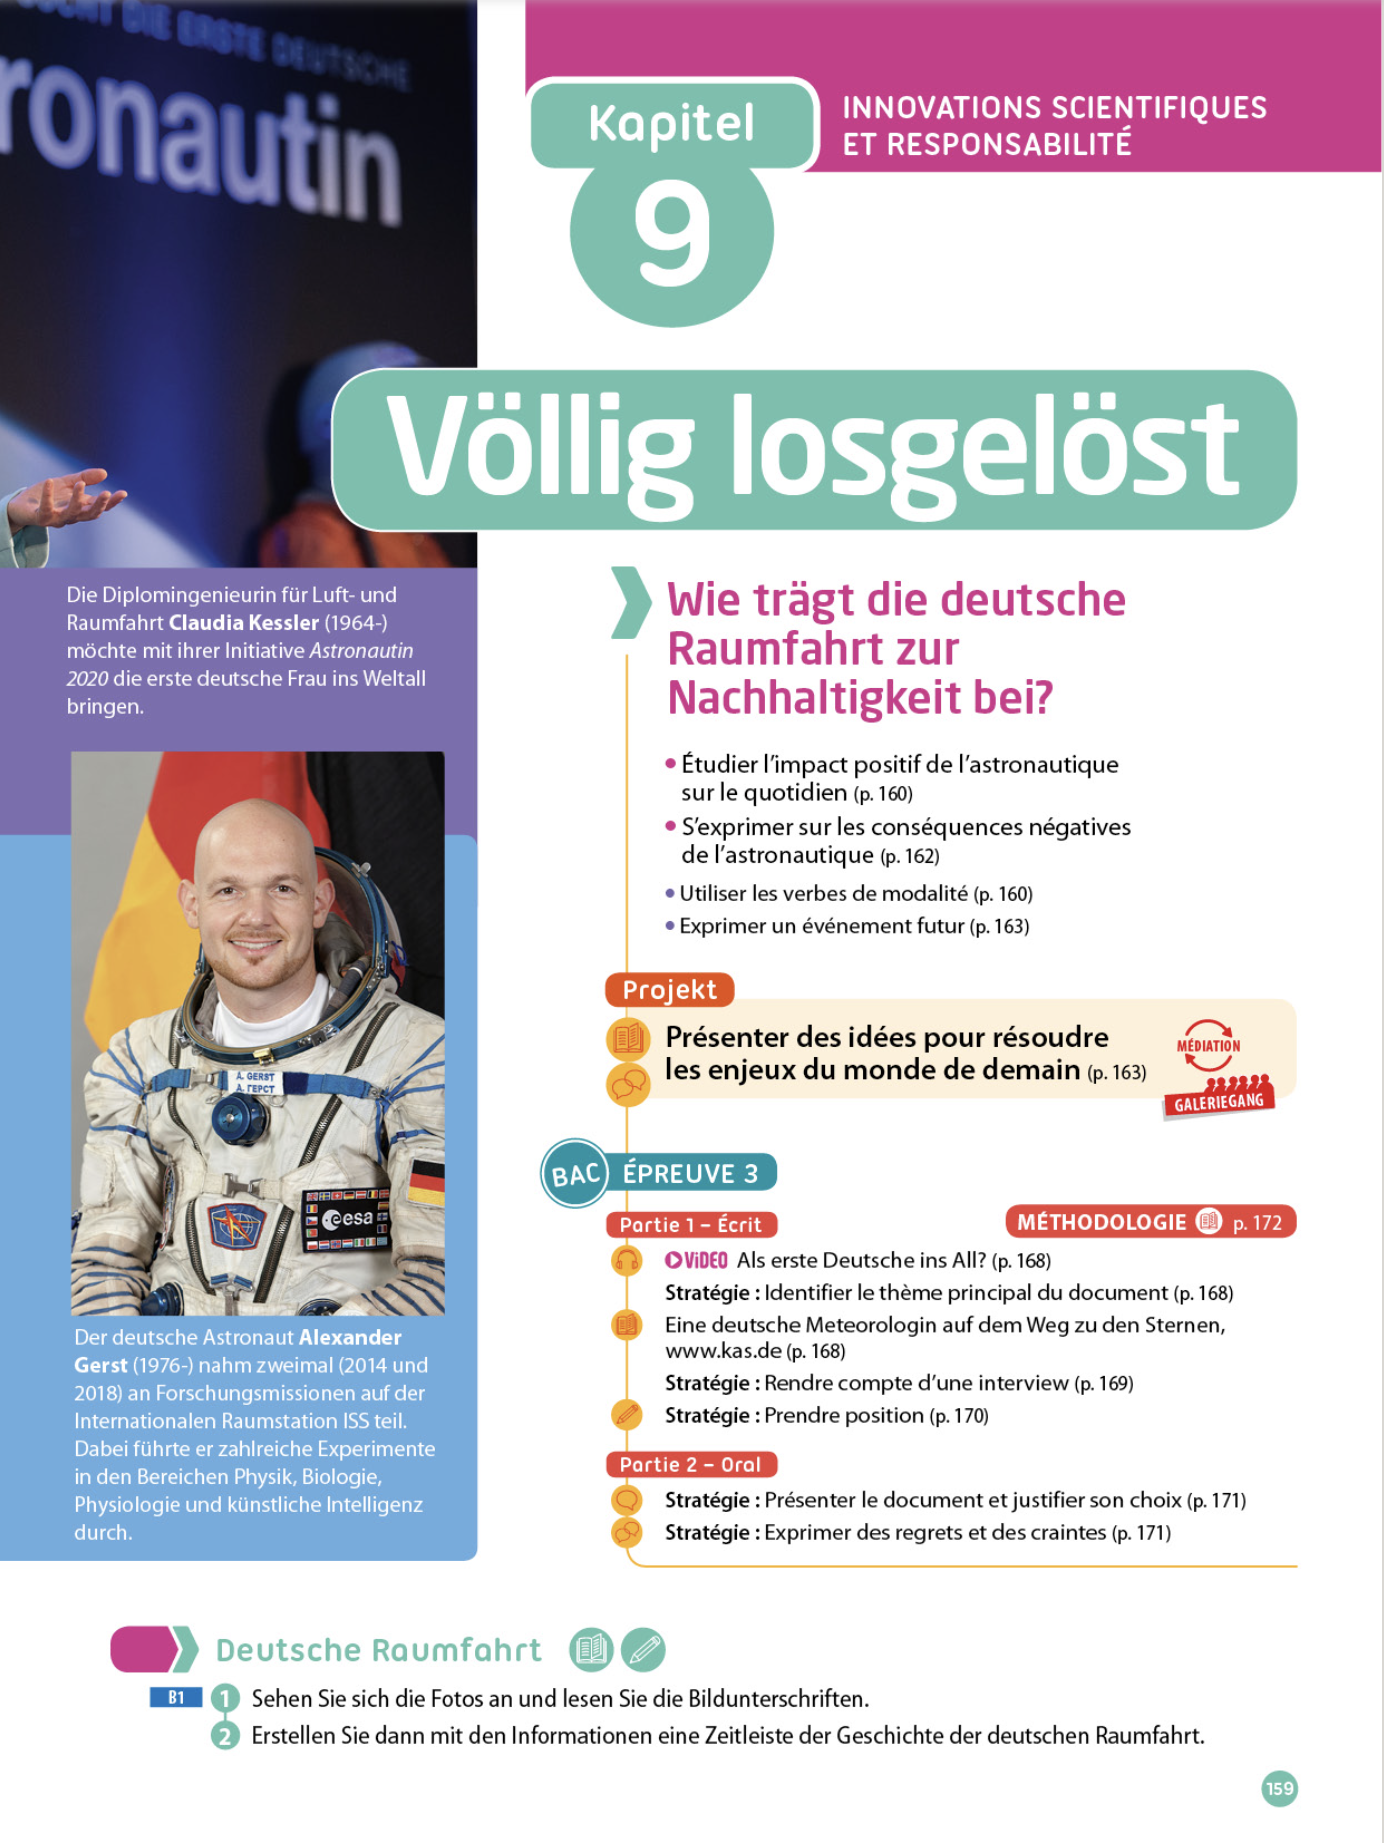 DIE ERSTE DEUTSCHE
ronautin
Kapitel
9
INNOVATIONS SCIENTIFIQUES
ET RESPONSABILITÉ
Völlig losgelöst
Die Diplomingenieurin für Luft- und
Raumfahrt Claudia Kessler (1964-)
möchte mit ihrer Initiative Astronautin
2020 die erste deutsche Frau ins Weltall
bringen.
A. GERST
А. ГЕРСТ
esa
Der deutsche Astronaut Alexander
Gerst (1976-) nahm zweimal (2014 und
2018) an Forschungsmissionen auf der
Internationalen Raumstation ISS teil.
Dabei führte er zahlreiche Experimente
in den Bereichen Physik, Biologie,
Physiologie und künstliche Intelligenz
durch.
Wie trägt die deutsche
Raumfahrt zur
Nachhaltigkeit bei?
• Étudier l'impact positif de l'astronautique
sur le quotidien (p. 160)
• S'exprimer sur les conséquences négatives
de l'astronautique (p. 162)
• Utiliser les verbes de modalité (p. 160)
• Exprimer un événement futur (p. 163)
Projekt
Présenter des idées pour résoudre
les enjeux du monde de demain (p. 163)
MÉDIATION
GALERIEGANG
BAC ÉPREUVE 3
Partie 1 – Écrit
MÉTHODOLOGIE p. 172
ViDEO Als erste Deutsche ins All? (p. 168)
Stratégie : Identifier le thème principal du document (p. 168)
Eine deutsche Meteorologin auf dem Weg zu den Sternen,
www.kas.de (p. 168)
Stratégie : Rendre compte d'une interview (p. 169)
Stratégie : Prendre position (p. 170)
Partie 2 – Oral
Stratégie : Présenter le document et justifier son choix (p. 171)
Stratégie : Exprimer des regrets et des craintes (p. 171)
Deutsche Raumfahrt
B1 1 Sehen Sie sich die Fotos an und lesen Sie die Bildunterschriften.
2 Erstellen Sie dann mit den Informationen eine Zeitleiste der Geschichte der deutschen Raumfahrt.
159